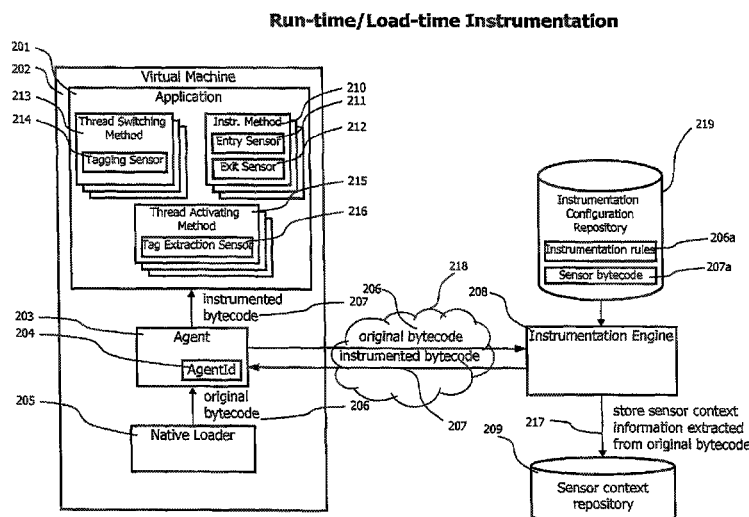 Run-time/Load-time Instrumentation
201
202
213
214
Virtual Machine
Application
Thread Switching
Method
Tagging Sensor
Instr. Method
Entry Sensor
Exit Sensor
210
211
212
215
216
Thread Activating
Method
Tag Extraction Sensor
219
Instrumentation
Configuration
Repository
Instrumentation rules
Sensor bytecode
206a
207a
instrumented
bytecode
207
203
204
Agent
AgentId
original
bytecode
206
205
Native Loader
206
218
original bytecode
instrumented bytecode
207
208
Instrumentation Engine
217
store sensor context
information extracted
from original bytecode
209
Sensor context
repository